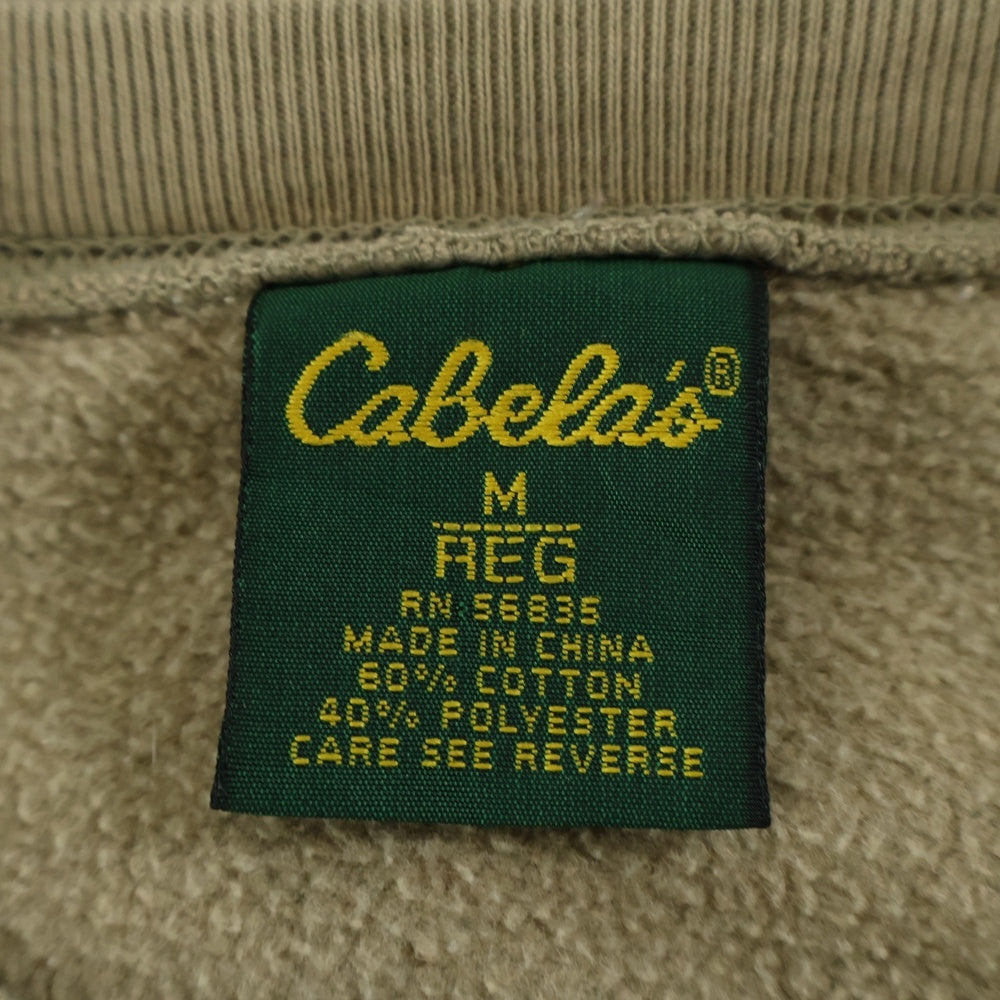 Cabela's®
M
REG
RN 56835
MADE IN CHINA
60% COTTON
40% POLYESTER
CARE SEE REVERSE